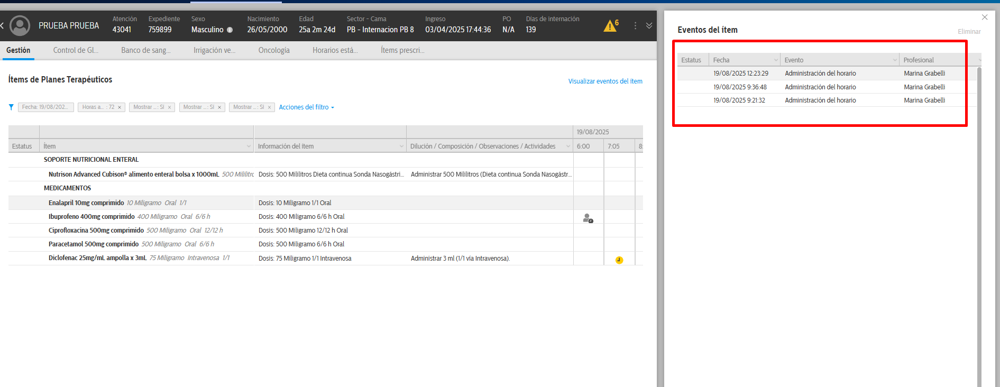 PRUEBA PRUEBA
Atención Expediente Sexo Nacimiento Edad Sector - Cama Ingreso PO Días de internación
43041 759899 Masculino 26/05/2000 25a 2m 24d PB - Internacion PB 8 03/04/2025 17:44:36 N/A 139
6
Gestión Control de Gl... Banco de sang... Irrigación ve... Oncología Horarios está... Ítems prescri...
Ítems de Planes Terapéuticos
Visualizar eventos del ítem
Fecha: 19/08/202... Horas a... : 72 × Mostrar ... : Sí × Mostrar ... : Sí × Mostrar ... : Sí × Acciones del filtro
19/08/2025
Estatus Ítem Información del ítem Dilución / Composición / Observaciones / Actividades 6:00 7:05 8:
SOPORTE NUTRICIONAL ENTERAL
Nutrison Advanced Cubison® alimento enteral bolsa x 1000mL 500 Mililitro Dosis: 500 Mililitros Dieta continua Sonda Nasogástri... Administrar 500 Mililitros (Dieta continua Sonda Nasogástr...
MEDICAMENTOS
Enalapril 10mg comprimido 10 Miligramo Oral 1/1 Dosis: 10 Miligramo 1/1 Oral
Ibuprofeno 400mg comprimido 400 Miligramo Oral 6/6 h Dosis: 400 Miligramo 6/6 h Oral
Ciprofloxacina 500mg comprimido 500 Miligramo Oral 12/12 h Dosis: 500 Miligramo 12/12 h Oral
Paracetamol 500mg comprimido 500 Miligramo Oral 6/6 h Dosis: 500 Miligramo 6/6 h Oral
Diclofenac 25mg/mL ampolla x 3mL 75 Miligramo Intravenosa 1/1 Dosis: 75 Miligramo 1/1 Intravenosa Administrar 3 ml (1/1 vía Intravenosa).
Eventos del ítem
Eliminar
Estatus Fecha Evento Profesional
19/08/2025 12:23:29 Administración del horario Marina Grabelli
19/08/2025 9:36:48 Administración del horario Marina Grabelli
19/08/2025 9:21:32 Administración del horario Marina Grabelli